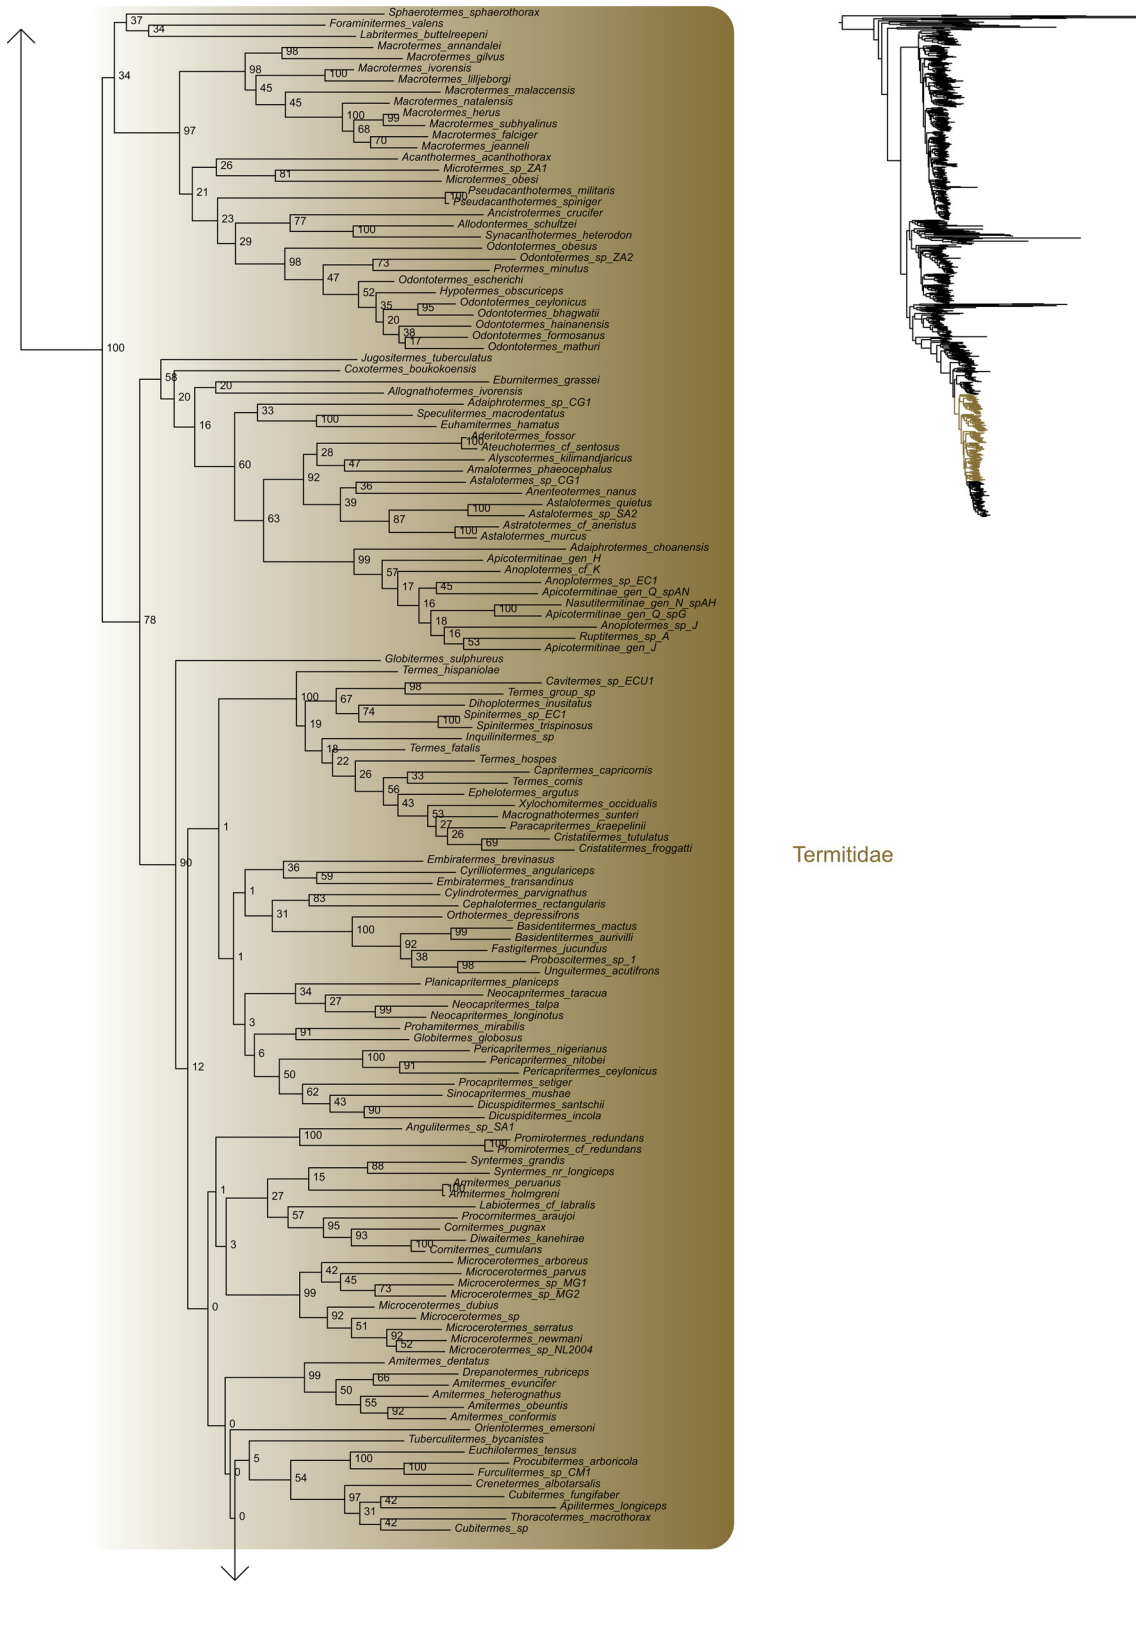 Sphaerotermes_sphaerothorax
37
Foraminitermes_valens
34
Labritermes_buttelreepeni
Macrotermes_annandalei
98
Macrotermes_gilvus
34
98
Macrotermes_ivorensis
100
Macrotermes_lilljeborgi
45
Macrotermes_malaccensis
45
Macrotermes_natalensis
100
Macrotermes_herus
99
Macrotermes_subhyalinus
97
68
Macrotermes_falciger
70
Macrotermes_jeanneli
Acanthotermes_acanthothorax
26
Microtermes_sp_ZA1
81
Microtermes_obesi
21
Pseudacanthotermes_militaris
100
Pseudacanthotermes_spiniger
Ancistrotermes_crucifer
23
77
Allodontermes_schultzei
100
Synacanthotermes_heterodon
29
Odontotermes_obesus
98
Odontotermes_sp_ZA2
73
Protermes_minutus
47
Odontotermes_escherichi
52
Hypotermes_obscuriceps
35
Odontotermes_ceylonicus
95
Odontotermes_bhagwatii
20
Odontotermes_hainanensis
38
Odontotermes_formosanus
17
Odontotermes_mathuri
100
Jugositermes_tuberculatus
58
Coxotermes_boukokoensis
Eburnitermes_grassei
20
20
Allognathotermes_ivorensis
16
Adaiphrotermes_sp_CG1
33
Speculitermes_macrodentatus
100
Euhamitermes_hamatus
60
Aderitotermes_fossor
100
Ateuchotermes_cf_sentosus
28
Alyscotermes_kilimandjaricus
47
Amalotermes_phaeocephalus
92
Astalotermes_sp_CG1
36
Anenteotermes_nanus
39
Astalotermes_quietus
100
Astalotermes_sp_SA2
63
87
Astratotermes_cf_aneristus
100
Astalotermes_murcus
Adaiphrotermes_choanensis
99
Apicotermitinae_gen_H
57
Anoplotermes_cf_K
17
Anoplotermes_sp_EC1
45
Apicotermitinae_gen_Q_spAN
16
Nasutitermitinae_gen_N_spAH
100
Apicotermitinae_gen_Q_spG
78
18
Anoplotermes_sp_J
16
Ruptitermes_sp_A
53
Apicotermitinae_gen_J
Globitermes_sulphureus
Termes_hispaniolae
Cavitermes_sp_ECU1
98
Termes_group_sp
100
67
Dihoplotermes_inusitatus
74
Spinitermes_sp_EC1
100
Spinitermes_trispinosus
19
Inquilinitermes_sp
18
Termes_fatalis
22
Termes_hospes
26
Capritermes_capricornis
33
Termes_comis
56
Ephelotermes_argutus
43
Xylochomitermes_occidualis
53
Macrognathotermes_sunteri
27
Paracapritermes_kraepelinii
1
26
Cristatitermes_tutulatus
69
Cristatitermes_froggatti
Termitidae
90
Embiratermes_brevinasus
36
Cyrilliotermes_angulariceps
59
Embiratermes_transandinus
1
Cylindrotermes_parvignathus
83
Cephalotermes_rectangularis
31
Orthotermes_depressifrons
100
Basidentitermes_mactus
99
Basidentitermes_aurivilli
92
Fastigitermes_jucundus
38
Proboscitermes_sp_1
98
Unguitermes_acutifrons
1
Planicapritermes_planiceps
34
Neocapritermes_taracua
27
Neocapritermes_talpa
99
Neocapritermes_longinotus
3
Prohamitermes_mirabilis
91
Globitermes_globosus
6
Pericapritermes_nigerianus
100
Pericapritermes_nitobei
91
Pericapritermes_ceylonicus
12
50
Procapritermes_setiger
62
Sinocapritermes_mushae
43
Dicuspiditermes_santschii
90
Dicuspiditermes_incola
Angulitermes_sp_SA1
100
Promirotermes_redundans
100
Promirotermes_cf_redundans
Syntermes_grandis
88
Syntermes_nr_longiceps
15
Armitermes_peruanus
100
Armitermes_holmgreni
1
27
Labiotermes_cf_labralis
57
Procornitermes_araujoi
95
Cornitermes_pugnax
93
Diwaitermes_kanehirae
100
Cornitermes_cumulans
3
Microcerotermes_arboreus
42
Microcerotermes_parvus
45
Microcerotermes_sp_MG1
73
Microcerotermes_sp_MG2
99
Microcerotermes_dubius
0
92
Microcerotermes_sp
51
Microcerotermes_serratus
92
Microcerotermes_newmani
52
Microcerotermes_sp_NL2004
Amitermes_dentatus
99
Drepanotermes_rubriceps
66
Amitermes_evuncifer
50
Amitermes_heterognathus
55
Amitermes_obeuntis
92
Amitermes_conformis
0
Orientotermes_emersoni
Tuberculitermes_bycanistes
5
Euchilotermes_tensus
100
Procubitermes_arboricola
100
Furculitermes_sp_CM1
0
54
Crenetermes_albotarsalis
97
Cubitermes_fungifaber
42
Apilitermes_longiceps
31
Thoracotermes_macrothorax
0
42
Cubitermes_sp